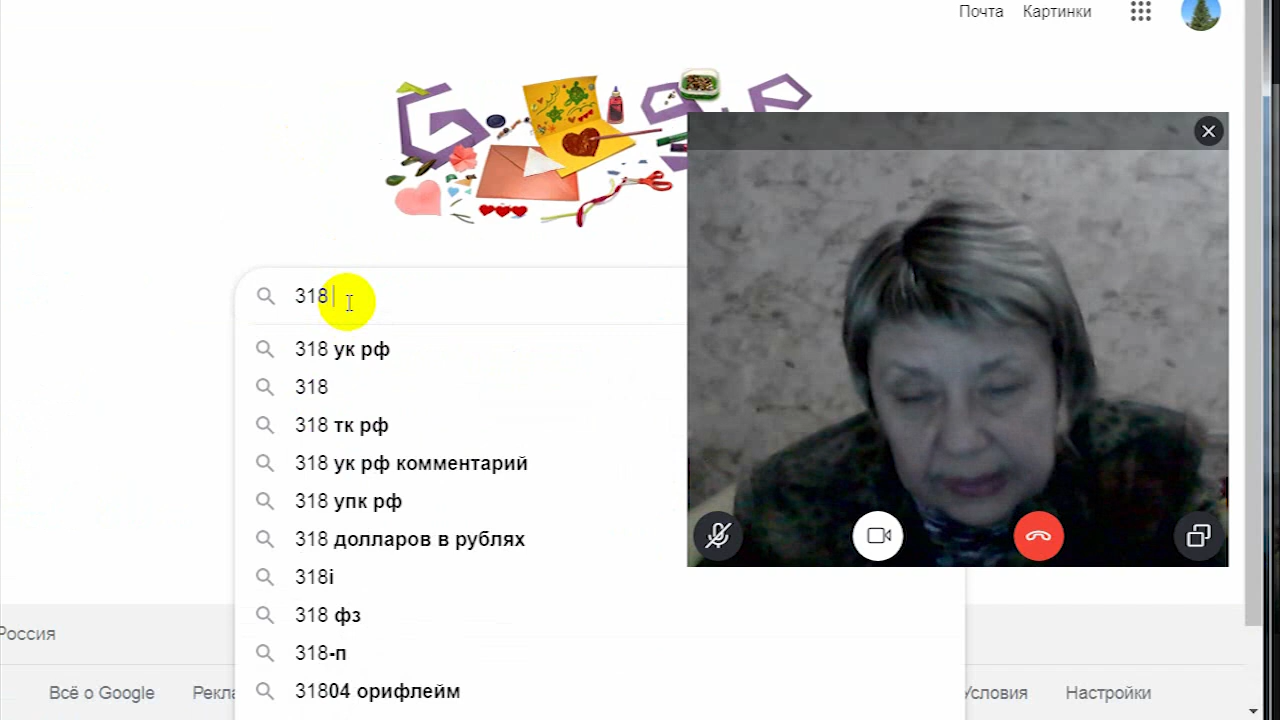 Почта Картинки
318
318 ук рф
318
318 тк рф
318 ук рф комментарий
318 упк рф
318 долларов в рублях
318i
318 фз
318-п
31804 орифлейм
Россия
Всё о Google Рекла Условия Настройки